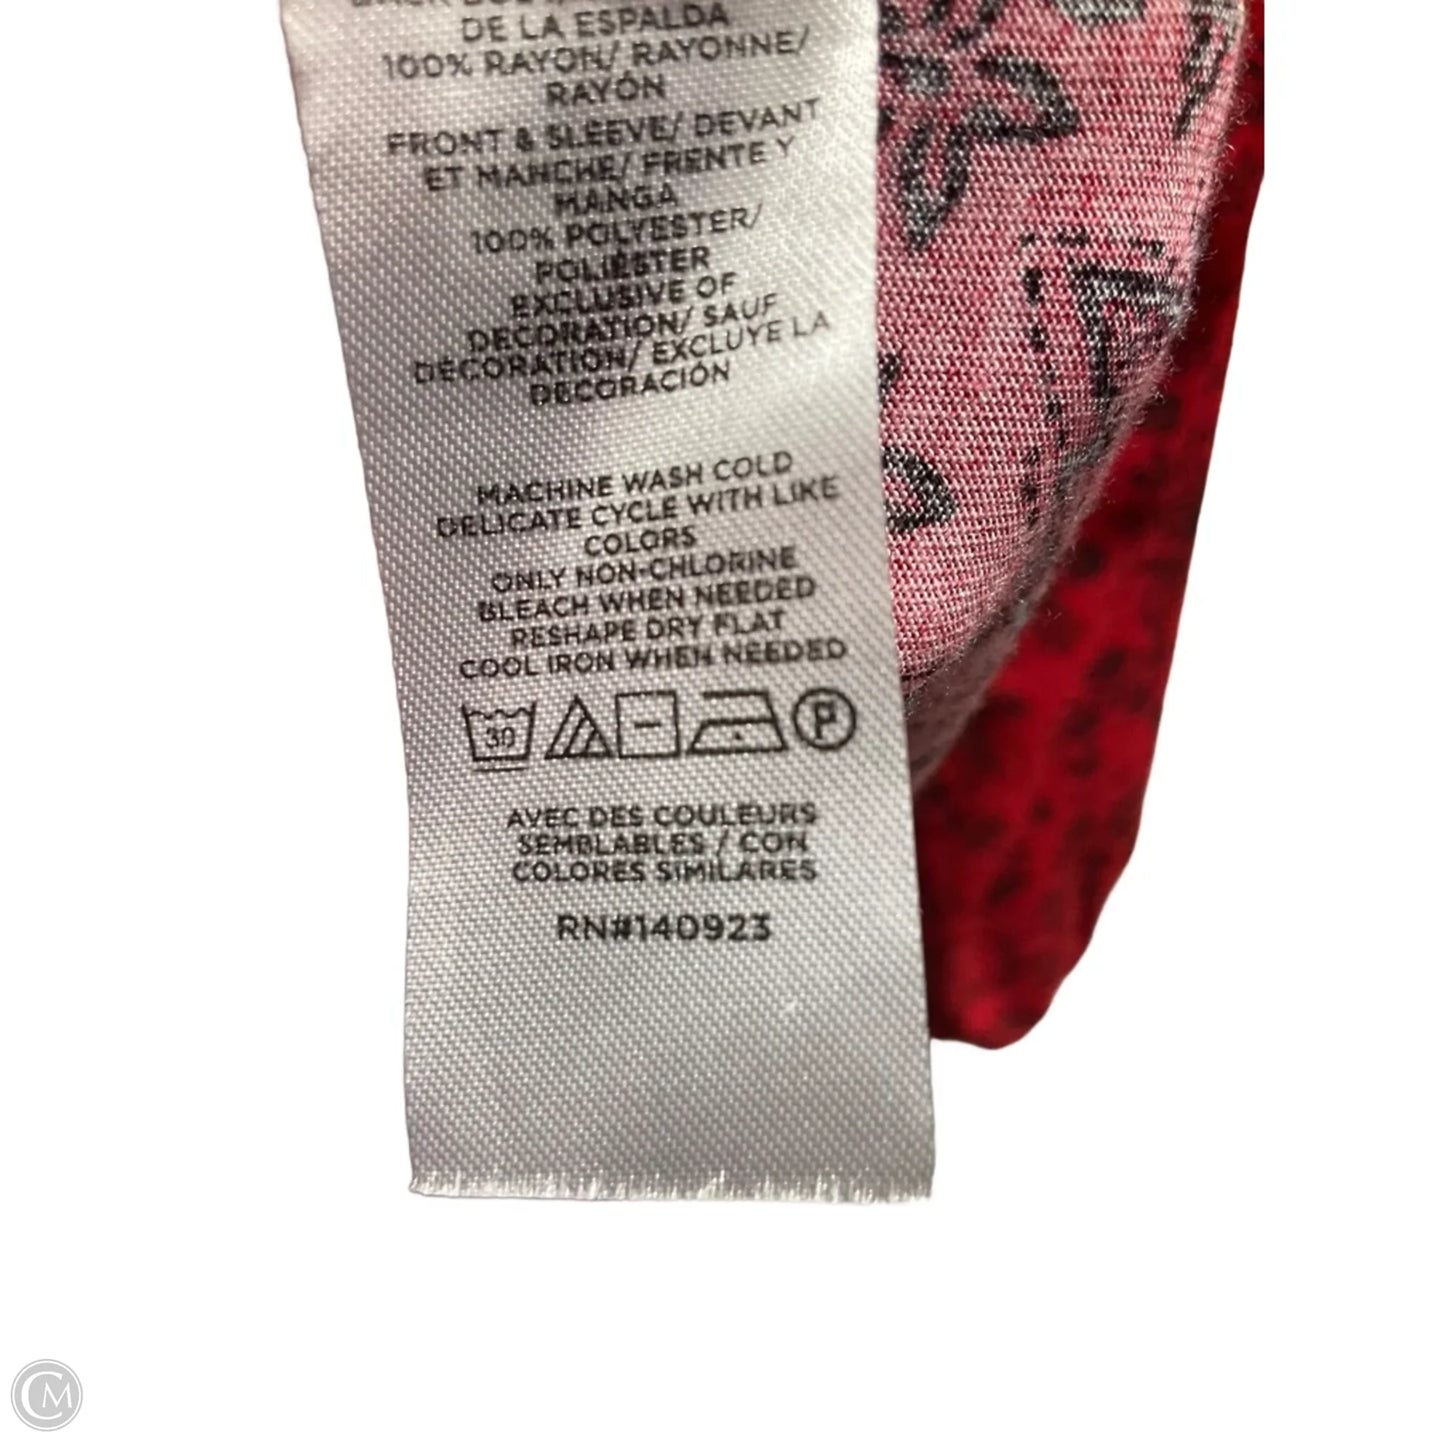 DE LA ESPALDA
100% RAYON/ RAYONNE/
RAYÓN
FRONT & SLEEVE/ DEVANT
ET MANCHE/ FRENTE Y
MANGA
100% POLYESTER/
POLIÉSTER
EXCLUSIVE OF
DECORATION/ SAUF
DÉCORATION/ EXCLUYE LA
DECORACIÓN
MACHINE WASH COLD
DELICATE CYCLE WITH LIKE
COLORS
ONLY NON-CHLORINE
BLEACH WHEN NEEDED
RESHAPE DRY FLAT
COOL IRON WHEN NEEDED
30 P
AVEC DES COULEURS
SEMBLABLES / CON
COLORES SIMILARES
RN#140923
CM